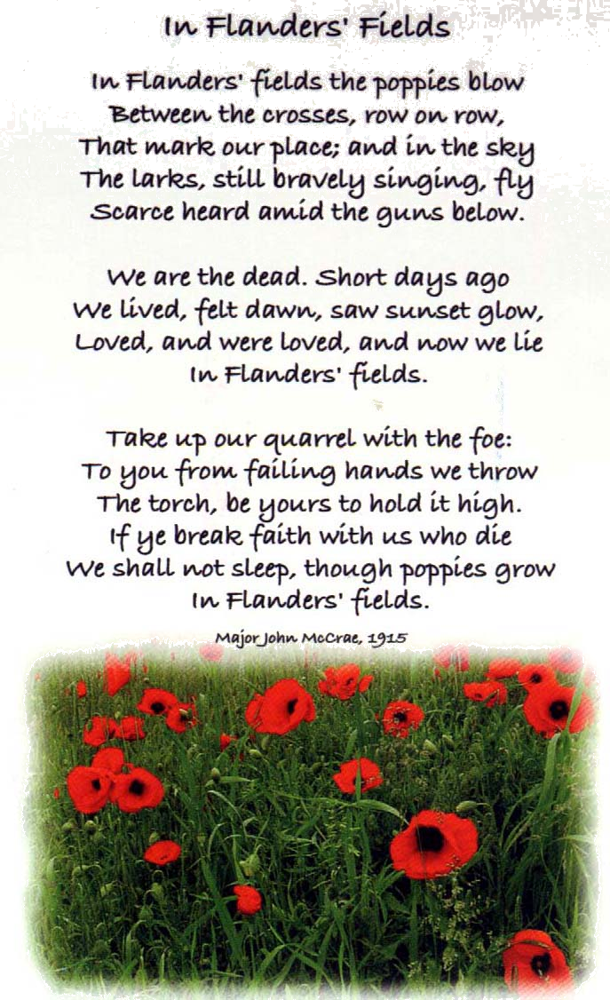 In Flanders' Fields
In Flanders' fields the poppies blow
Between the crosses, row on row,
That mark our place; and in the sky
The larks, still bravely singing, fly
Scarce heard amid the guns below.
We are the dead. Short days ago
We lived, felt dawn, saw sunset glow,
Loved, and were loved, and now we lie
In Flanders' fields.
Take up our quarrel with the foe:
To you from failing hands we throw
The torch, be yours to hold it high.
If ye break faith with us who die
We shall not sleep, though poppies grow
In Flanders' fields.
Major John McCrae, 1915